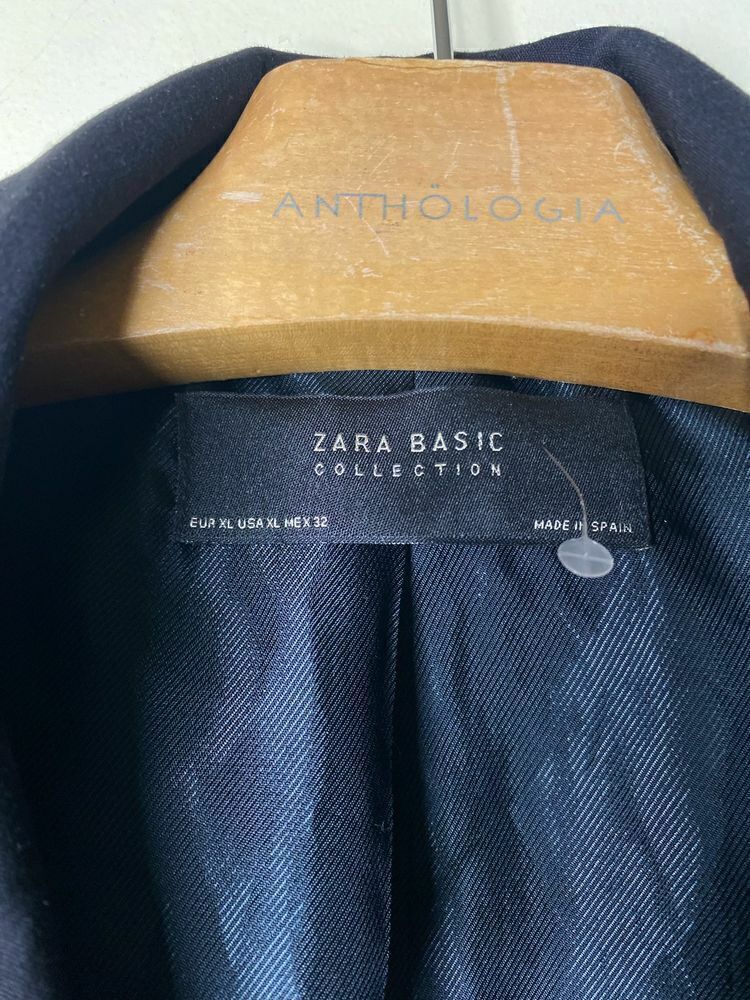 ANTHÖLOGIA
ZARA BASIC
COLLECTION
EUR XL USA XL MEX 32
MADE IN SPAIN